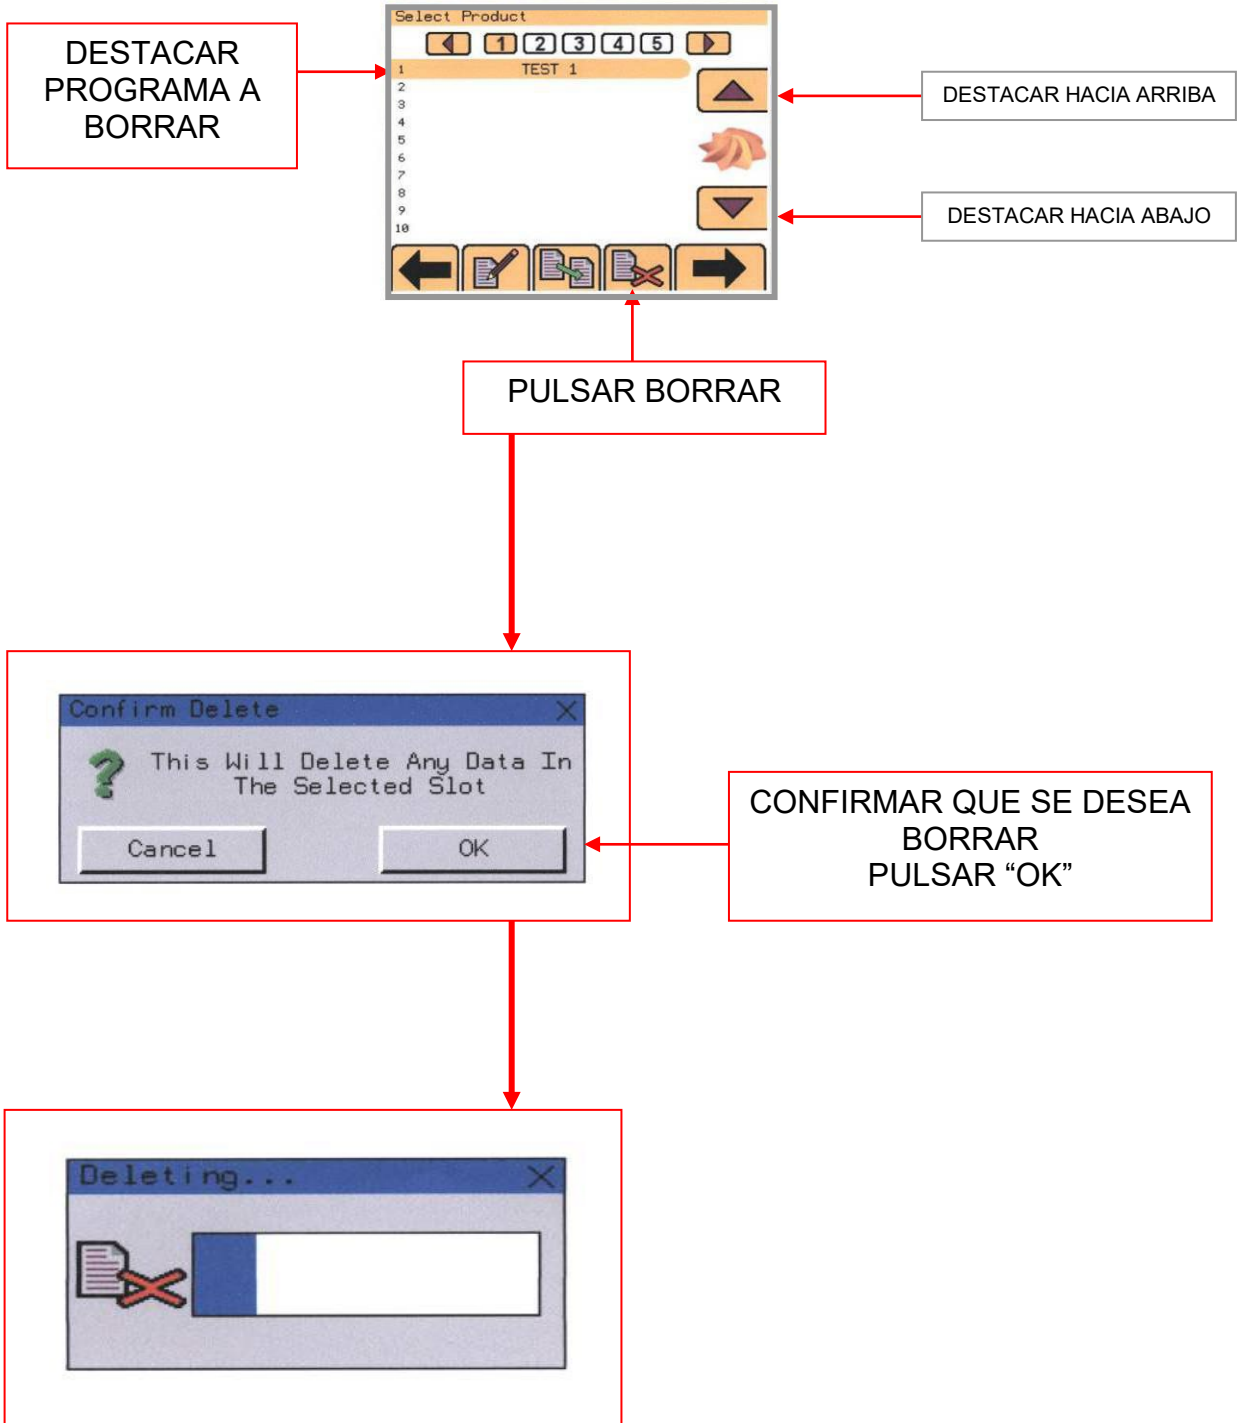 DESTACAR
PROGRAMA A
BORRAR
Select Product
1 2 3 4 5
1 TEST 1
2
3
4
5
6
7
8
9
10
DESTACAR HACIA ARRIBA
DESTACAR HACIA ABAJO
PULSAR BORRAR
Confirm Delete
This Will Delete Any Data In
The Selected Slot
Cancel OK
CONFIRMAR QUE SE DESEA
BORRAR
PULSAR “OK”
Deleting...